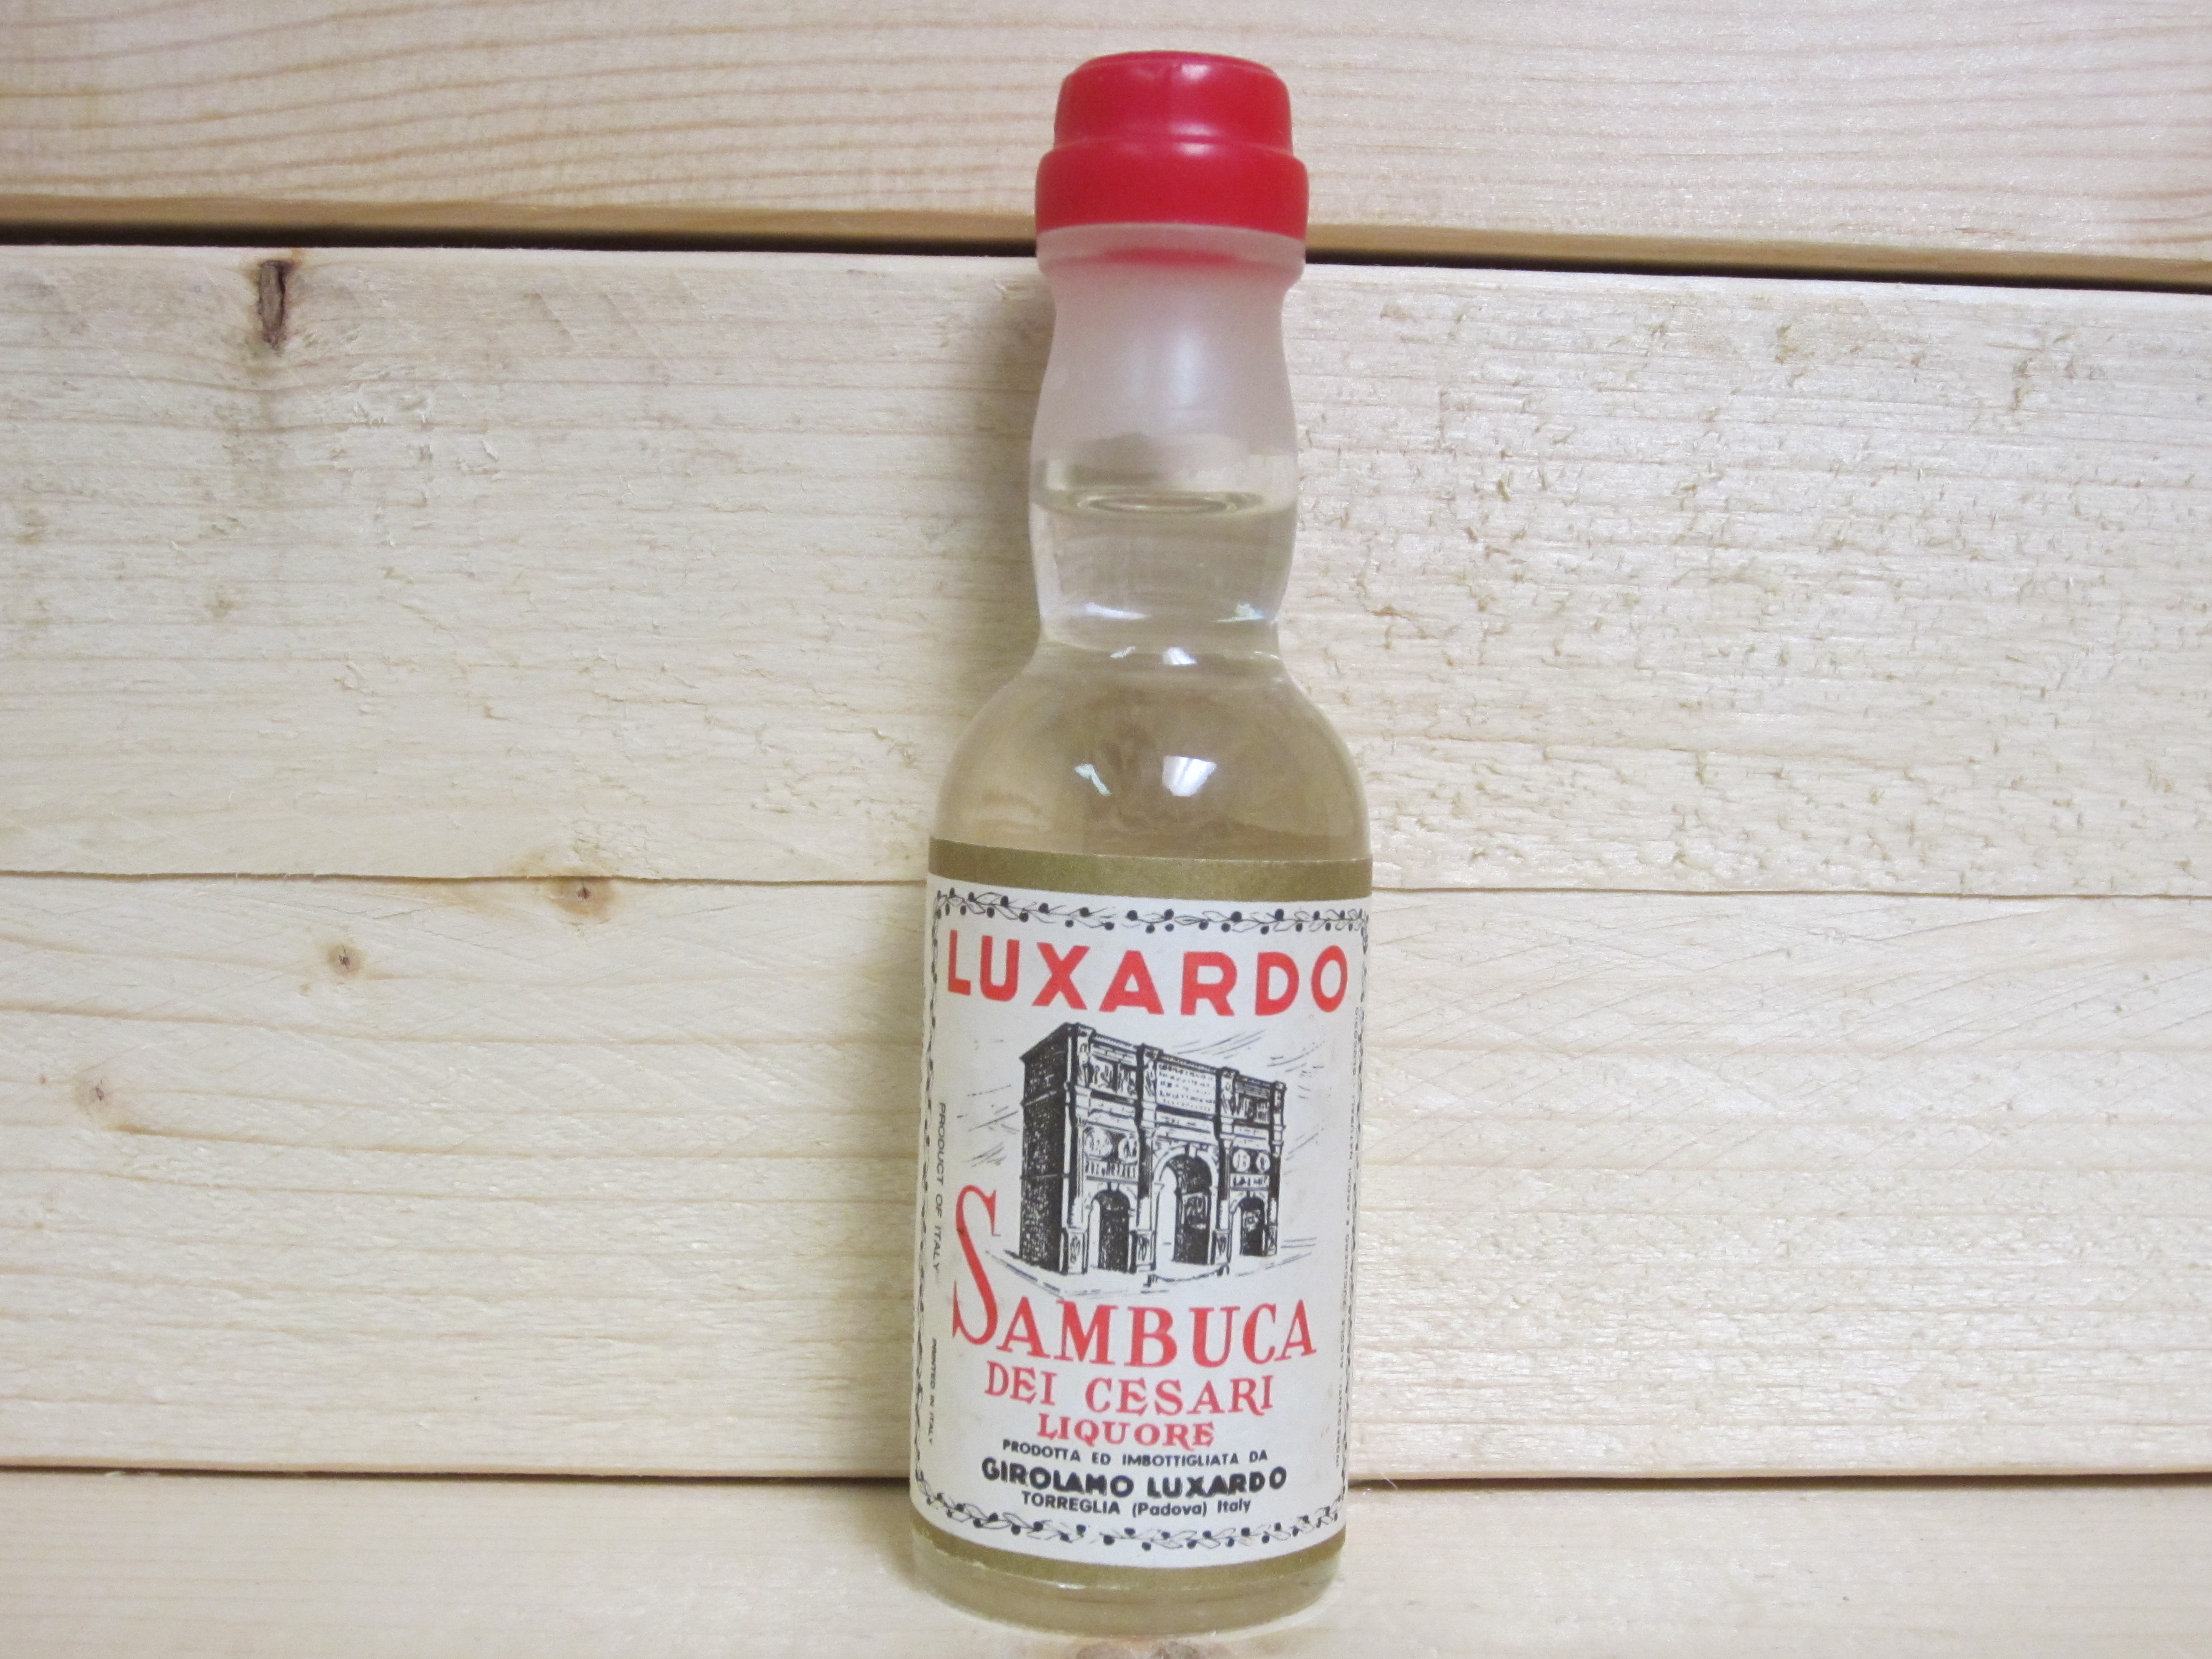 LUXARDO
SAMBUCA
DEI CESARI
LIQUORE
PRODOTTA ED IMBOTTIGLIATA DA
GIROLAMO LUXARDO
TORREGLIA (Padova) Italy
PRODUCT OF ITALY
PRINTED IN ITALY